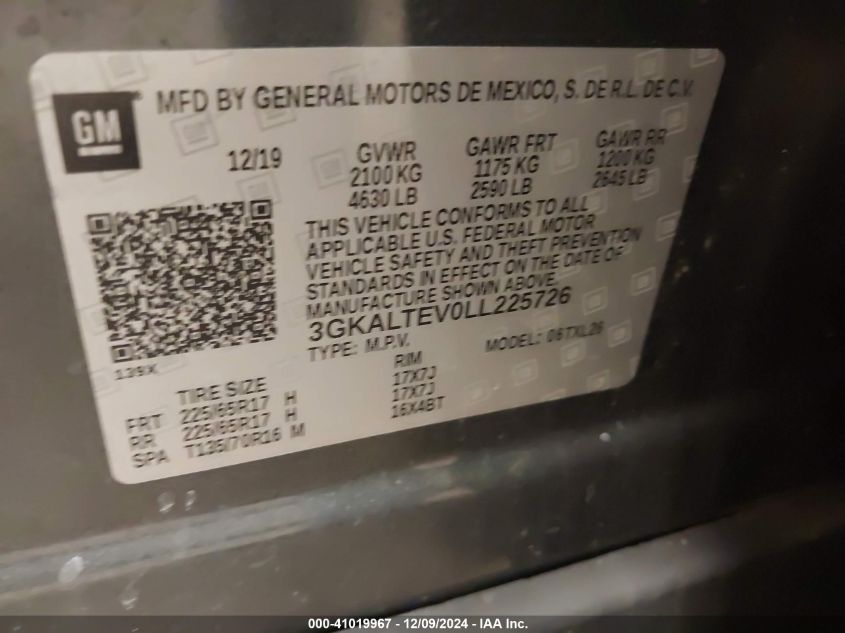 GM
MFD BY GENERAL MOTORS DE MEXICO, S. DE R.L. DE C.V.
12/19
GVWR
2100 KG
4630 LB
GAWR FRT
1175 KG
2590 LB
GAWR RR
1200 KG
2645 LB
THIS VEHICLE CONFORMS TO ALL
APPLICABLE U.S. FEDERAL MOTOR
VEHICLE SAFETY AND THEFT PREVENTION
STANDARDS IN EFFECT ON THE DATE OF
MANUFACTURE SHOWN ABOVE.
3GKALTEV0LL225726
TYPE: M.P.V. MODEL: 06TXL26
139X
TIRE SIZE RIM
FRT 225/65R17 H 17X7J
RR 225/65R17 H 17X7J
SPA T135/70R16 M 16X4BT
000-41019967 - 12/09/2024 - IAA Inc.